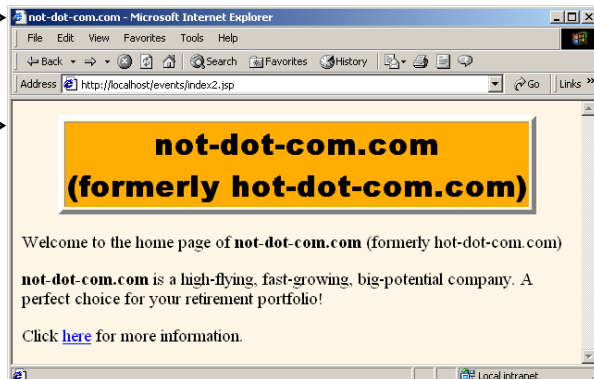 not-dot-com.com - Microsoft Internet Explorer
File Edit View Favorites Tools Help
Back Search Favorites History
Address http://localhost/events/index2.jsp Go Links »
not-dot-com.com
(formerly hot-dot-com.com)
Welcome to the home page of not-dot-com.com (formerly hot-dot-com.com)
not-dot-com.com is a high-flying, fast-growing, big-potential company. A
perfect choice for your retirement portfolio!
Click here for more information.
Local intranet